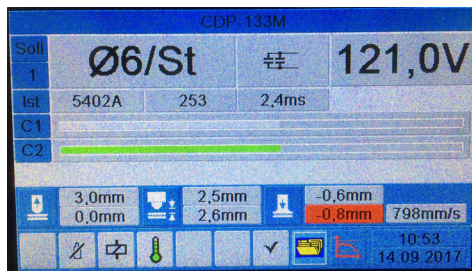 CDP-133M
Soll
1
Ø6/St
121,0V
Ist
5402A
253
2,4ms
C1
C2
3,0mm
0,0mm
2,5mm
2,6mm
-0,6mm
-0,8mm
798mm/s
10:53
14.09.2017